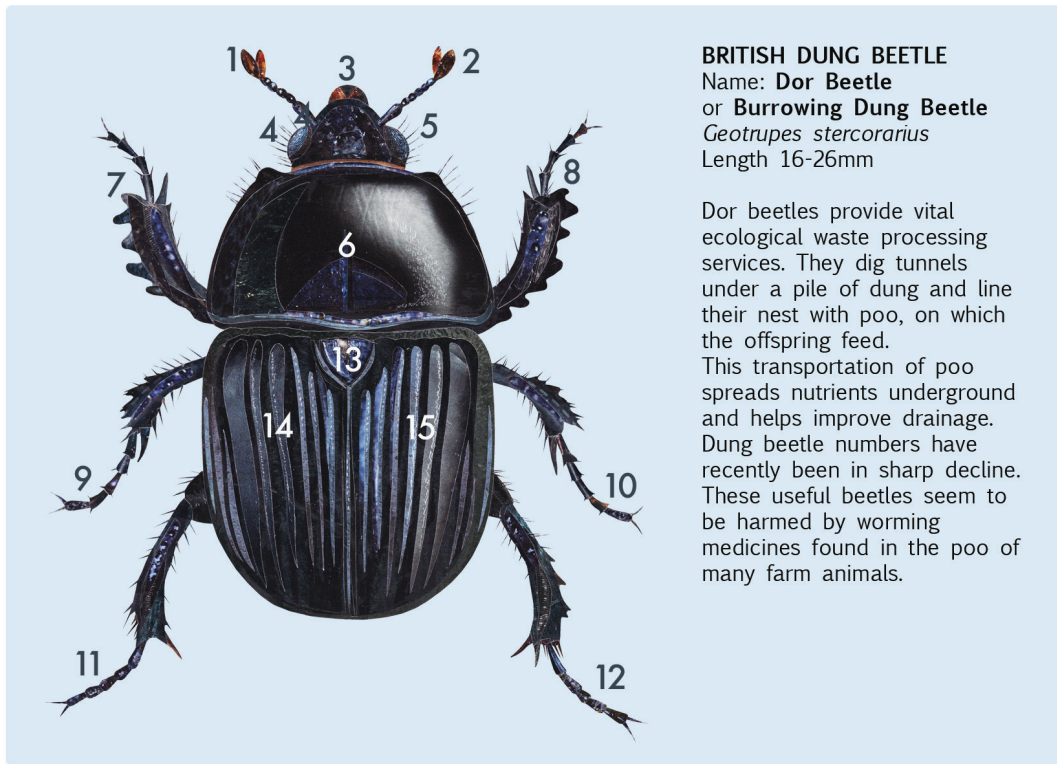 1
2
3
4
4
5
7
8
6
13
14
15
9
10
11
12
BRITISH DUNG BEETLE
Name: Dor Beetle
or Burrowing Dung Beetle
Geotrupes stercorarius
Length 16-26mm
Dor beetles provide vital
ecological waste processing
services. They dig tunnels
under a pile of dung and line
their nest with poo, on which
the offspring feed.
This transportation of poo
spreads nutrients underground
and helps improve drainage.
Dung beetle numbers have
recently been in sharp decline.
These useful beetles seem to
be harmed by worming
medicines found in the poo of
many farm animals.